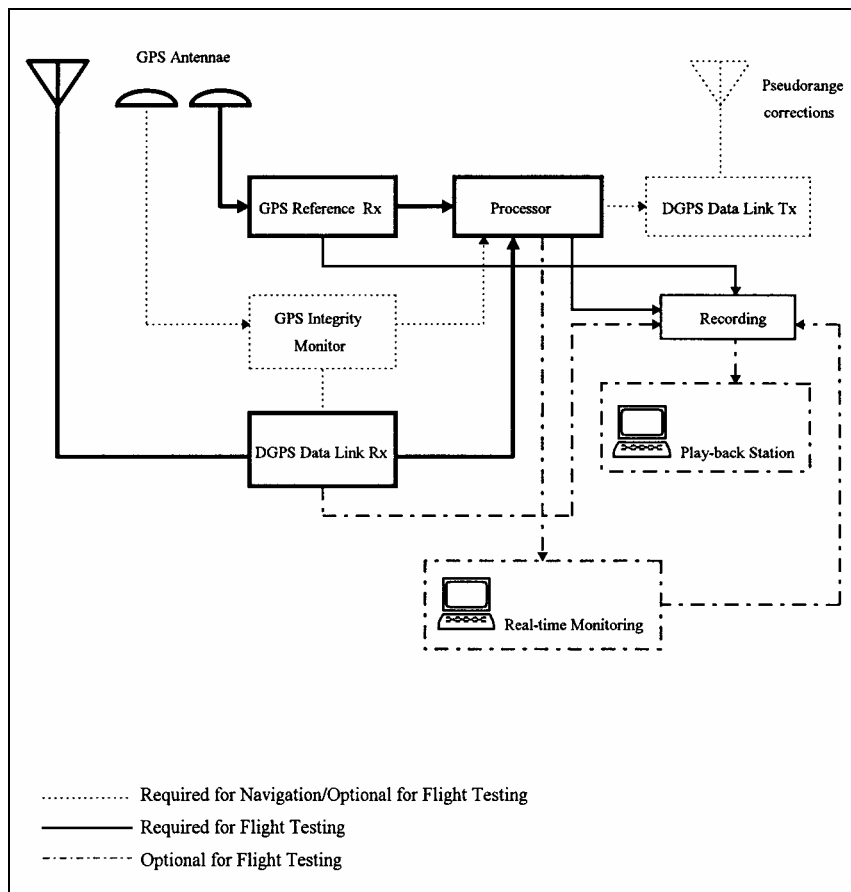 GPS Antennae
Pseudorange
corrections
GPS Reference Rx
Processor
DGPS Data Link Tx
GPS Integrity
Monitor
Recording
DGPS Data Link Rx
Play-back Station
Real-time Monitoring
Required for Navigation/Optional for Flight Testing
Required for Flight Testing
Optional for Flight Testing